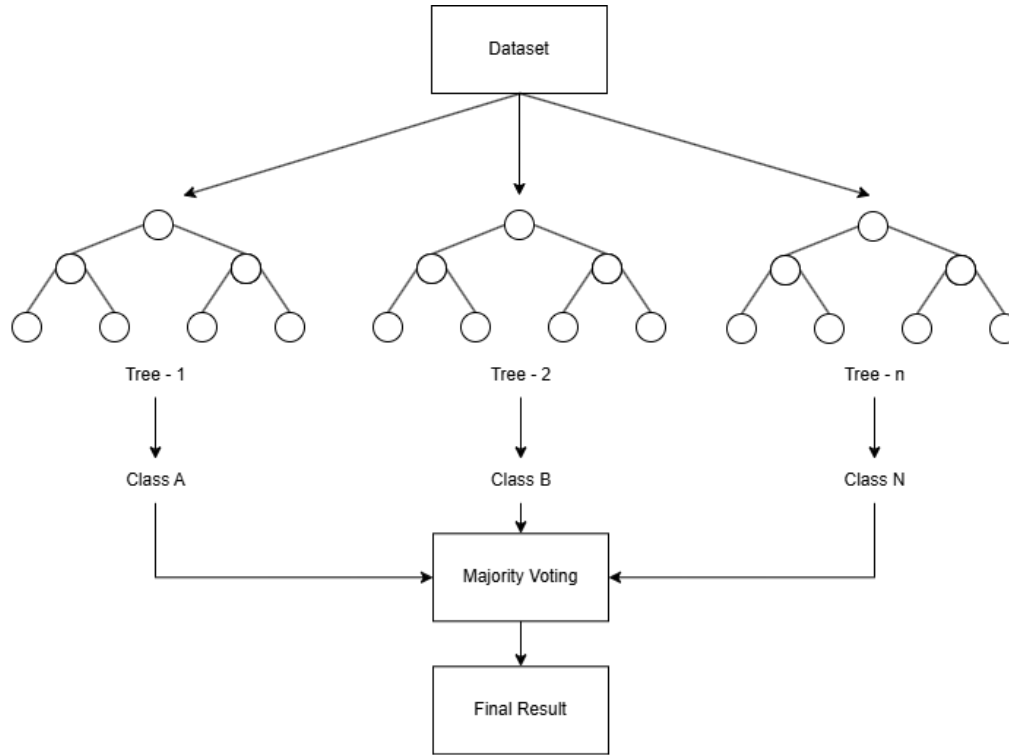 Dataset
Tree - 1
Tree - 2
Tree - n
Class A
Class B
Class N
Majority Voting
Final Result